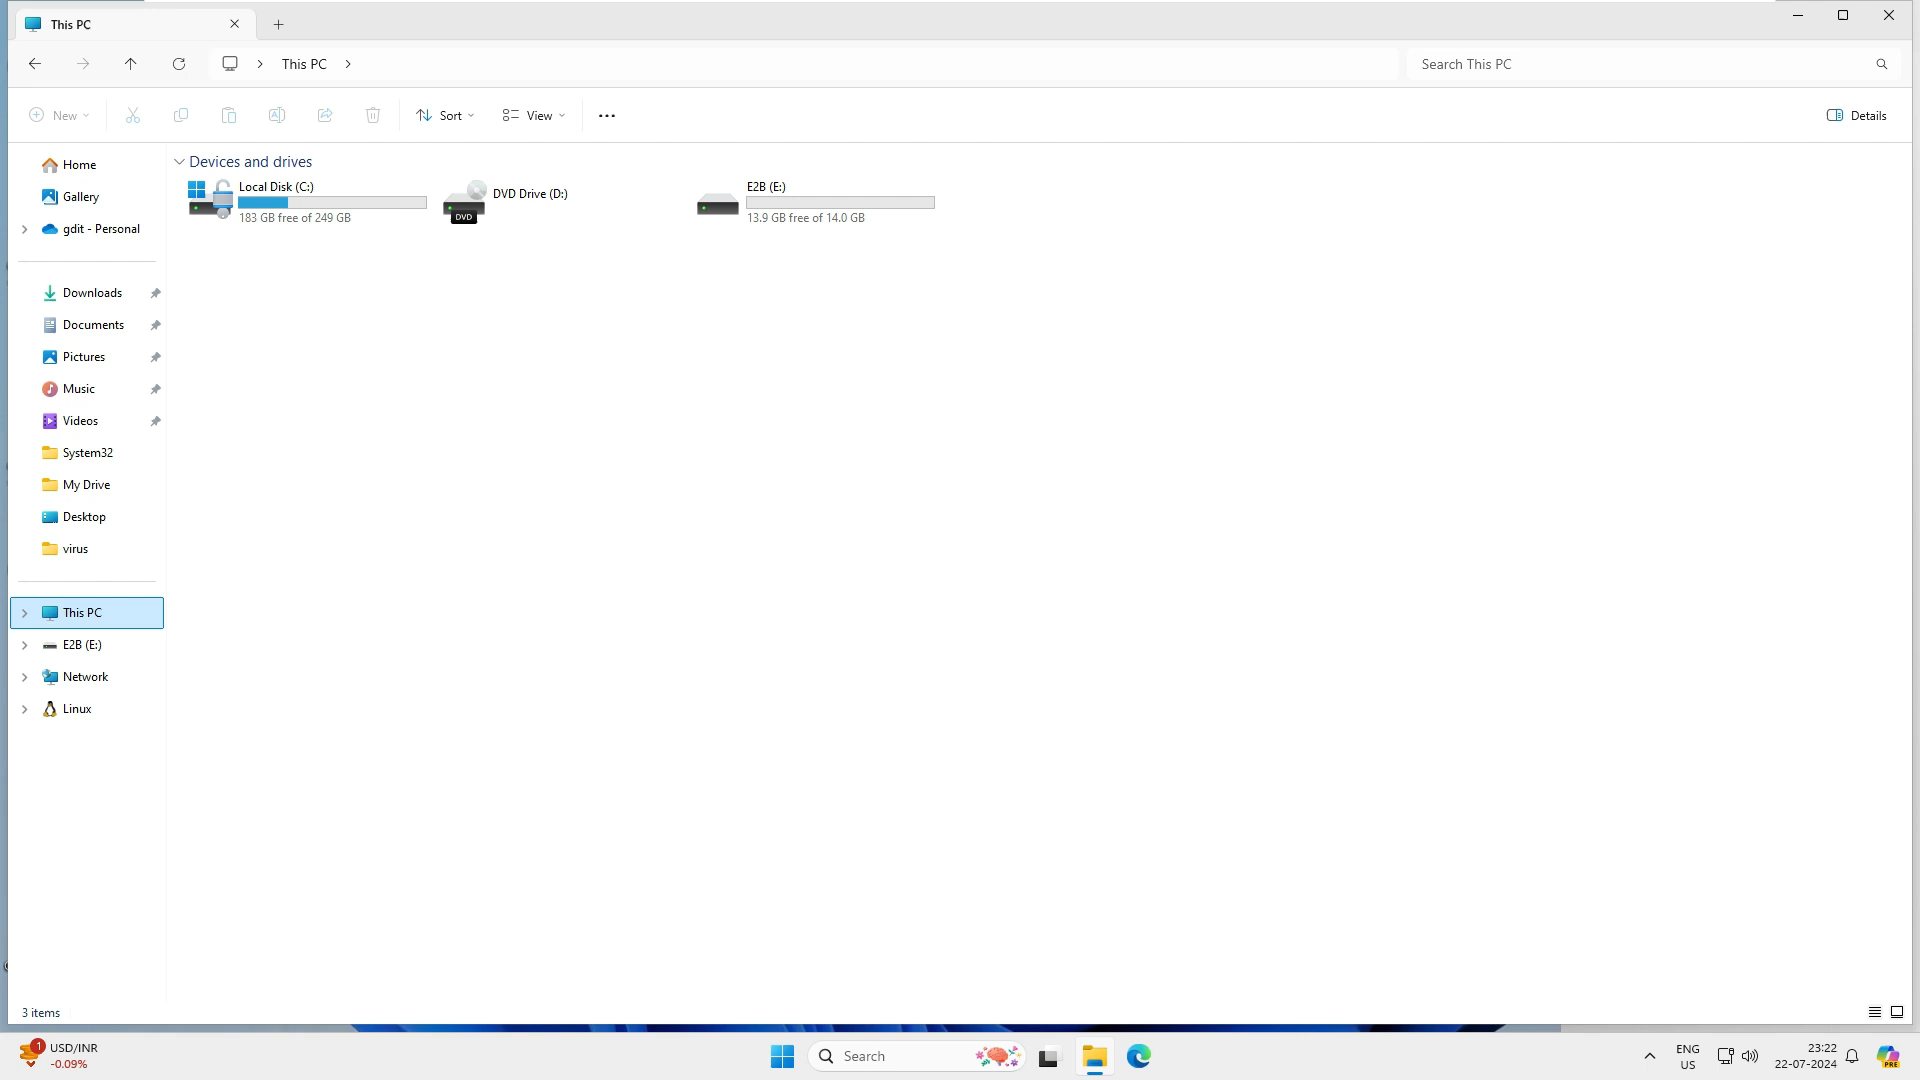 This PC
This PC
Search This PC
New
Sort
View
Details
Home
Gallery
gdit - Personal
Downloads
Documents
Pictures
Music
Videos
System32
My Drive
Desktop
virus
This PC
E2B (E:)
Network
Linux
Devices and drives
Local Disk (C:)
183 GB free of 249 GB
DVD Drive (D:)
DVD
E2B (E:)
13.9 GB free of 14.0 GB
3 items
1
USD/INR
-0.09%
Search
ENG
US
23:22
22-07-2024
PRE